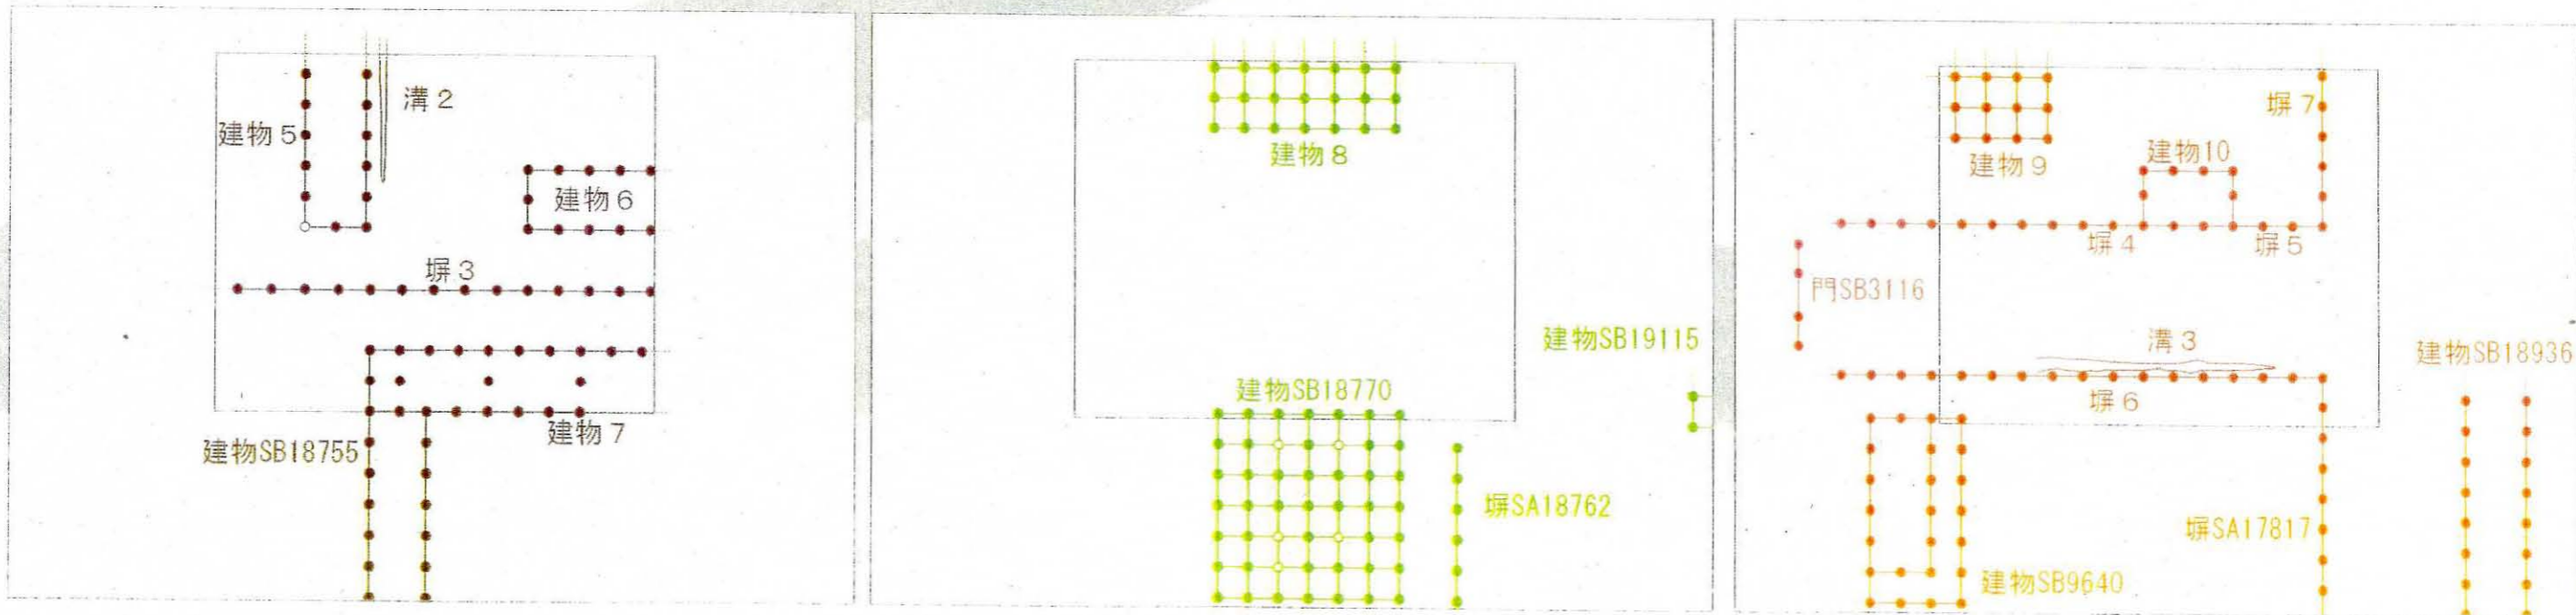 溝2
建物5
建物6
塀3
建物7
建物SB18755
建物8
建物SB19115
建物SB18770
塀SA18762
塀7
建物10
建物9
塀4
塀5
門SB3116
溝3
建物SB18936
塀6
塀SA17817
建物SB9640